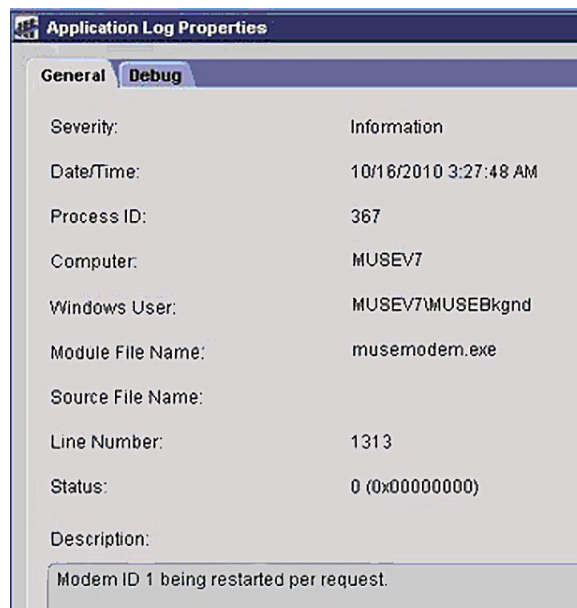 Application Log Properties
General Debug
Severity: Information
Date/Time: 10/16/2010 3:27:48 AM
Process ID: 367
Computer: MUSEV7
Windows User: MUSEV7\MUSEBkgnd
Module File Name: musemodem.exe
Source File Name:
Line Number: 1313
Status: 0 (0x00000000)
Description:
Modem ID 1 being restarted per request.